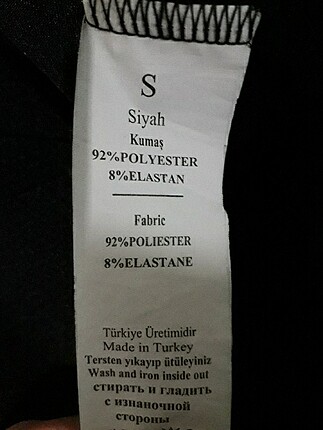 S
Siyah
Kumaş
92%POLYESTER
8%ELASTAN
Fabric
92%POLIESTER
8%ELASTANE
Türkiye Üretimidir
Made in Turkey
Tersten yıkayıp ütüleyiniz
Wash and iron inside out
стирать и гладить
с изнаночной
стороны